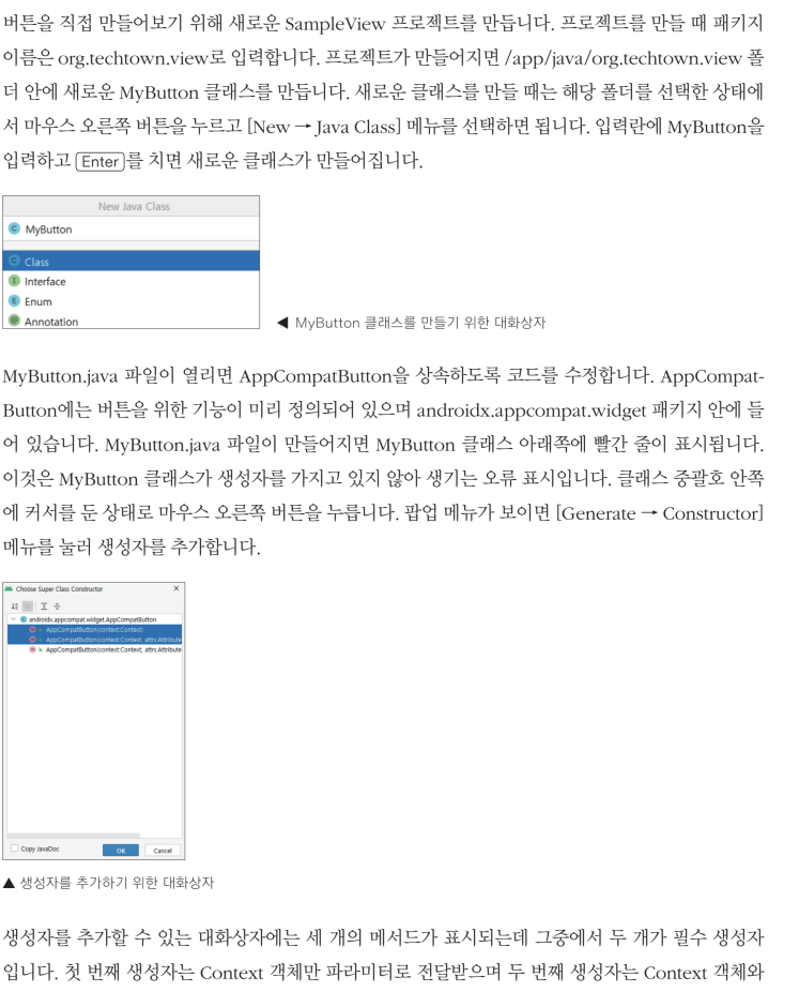 버튼을 직접 만들어보기 위해 새로운 SampleView 프로젝트를 만듭니다. 프로젝트를 만들 때 패키지
이름은 org.techtown.view로 입력합니다. 프로젝트가 만들어지면 /app/java/org.techtown.view 폴
더 안에 새로운 MyButton 클래스를 만듭니다. 새로운 클래스를 만들 때는 해당 폴더를 선택한 상태에
서 마우스 오른쪽 버튼을 누르고 [New → Java Class] 메뉴를 선택하면 됩니다. 입력란에 MyButton을
입력하고 Enter를 치면 새로운 클래스가 만들어집니다.
New Java Class
C MyButton
C Class
I Interface
E Enum
@ Annotation
◀ MyButton 클래스를 만들기 위한 대화상자
MyButton.java 파일이 열리면 AppCompatButton을 상속하도록 코드를 수정합니다. AppCompat-
Button에는 버튼을 위한 기능이 미리 정의되어 있으며 androidx.appcompat.widget 패키지 안에 들
어 있습니다. MyButton.java 파일이 만들어지면 MyButton 클래스 아래쪽에 빨간 줄이 표시됩니다.
이것은 MyButton 클래스가 생성자를 가지고 있지 않아 생기는 오류 표시입니다. 클래스 중괄호 안쪽
에 커서를 둔 상태로 마우스 오른쪽 버튼을 누릅니다. 팝업 메뉴가 보이면 [Generate → Constructor]
메뉴를 눌러 생성자를 추가합니다.
Choose Super Class Constructor
androidx.appcompat.widget.AppCompatButton
AppCompatButton(context:Context)
AppCompatButton(context:Context, attrs:Attribute
AppCompatButton(context:Context, attrs:Attribute
Copy JavaDoc OK Cancel
▲ 생성자를 추가하기 위한 대화상자
생성자를 추가할 수 있는 대화상자에는 세 개의 메서드가 표시되는데 그중에서 두 개가 필수 생성자
입니다. 첫 번째 생성자는 Context 객체만 파라미터로 전달받으며 두 번째 생성자는 Context 객체와